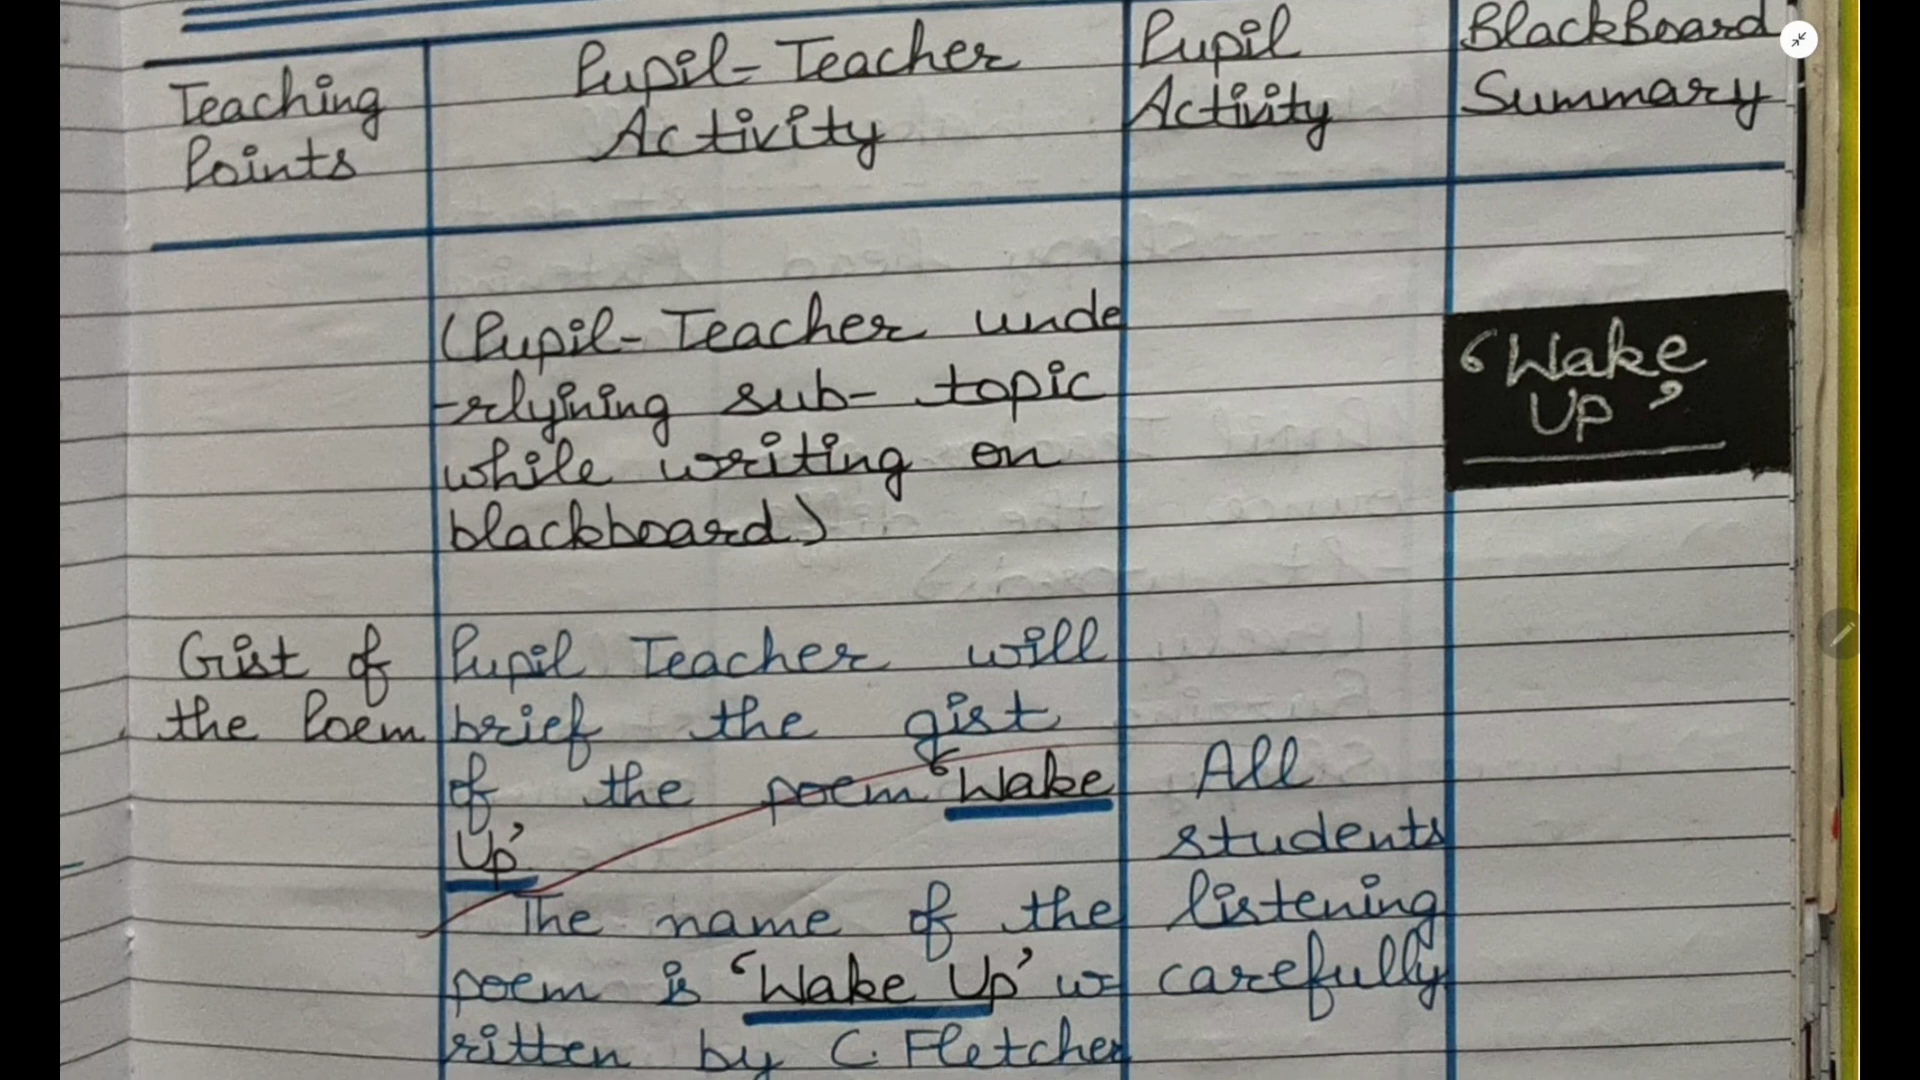 Teaching
Points
Pupil-Teacher
Activity
Pupil
Activity
BlackBoard
Summary
(Pupil-Teacher unde
-rlyining sub-topic
while writing on
blackboard)
'Wake
Up'
Gist of
the Poem
Pupil Teacher will
brief the gist
of the poem 'Wake
Up'
The name of the
poem is 'Wake Up' w-
ritten by C. Fletcher
All
students
listening
carefully